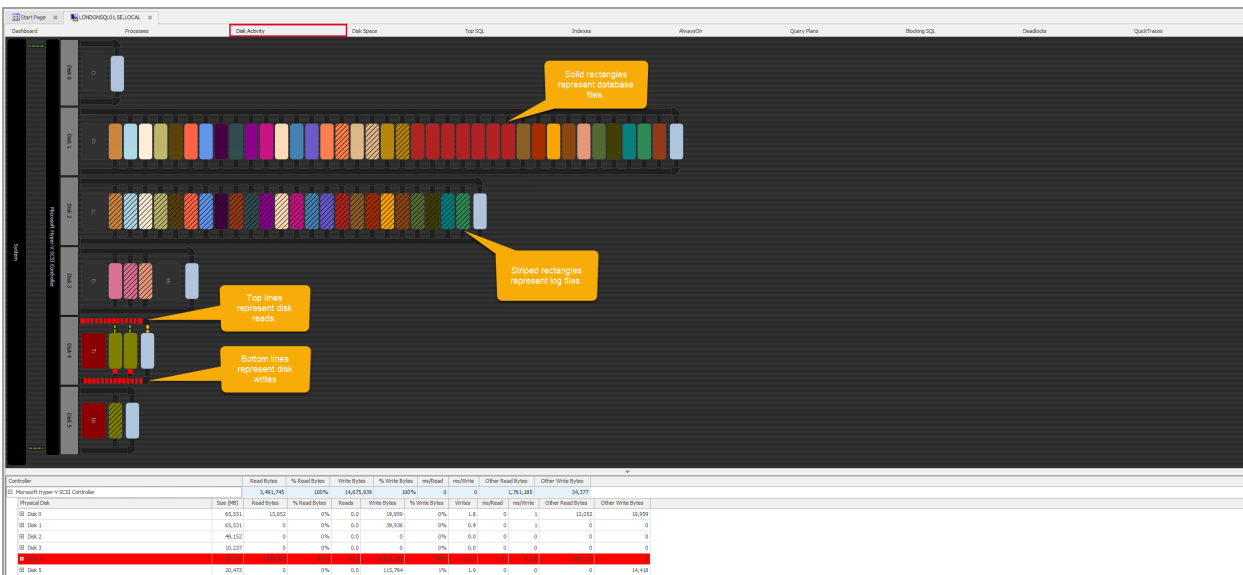 Start Page × LONDONSQL01.SE.LOCAL ×
Dashboard Processes Disk Activity Disk Space Top SQL Indexes AlwaysOn Query Plans Blocking SQL Deadlocks QuickTraces
System
Microsoft Hyper-V SCSI Controller
Disk 0
C:
Disk 1
D:
Disk 2
L:
Disk 3
E:
Disk 4
T:
Disk 5
U:
Solid rectangles
represent database
files.
Striped rectangles
represent log files.
Top lines
represent disk
reads.
Bottom lines
represent disk
writes
Controller Read Bytes % Read Bytes Write Bytes % Write Bytes ms/Read ms/Write Other Read Bytes Other Write Bytes
Microsoft Hyper-V SCSI Controller 3,491,745 100% 14,675,939 100% 0 0 1,761,185 34,377
Physical Disk Size (MB) Read Bytes % Read Bytes Reads Write Bytes % Write Bytes Writes ms/Read ms/Write Other Read Bytes Other Write Bytes
Disk 0 65,531 13,052 0% 0.0 19,959 0% 1.8 0 1 13,052 19,959
Disk 1 65,531 0 0% 0.0 39,936 0% 0.9 0 1 0 0
Disk 2 49,152 0 0% 0.0 0 0% 0.0 0 0 0 0
Disk 3 10,237 0 0% 0.0 0 0% 0.0 0 0 0 0
Disk 5 20,473 0 0% 0.0 115,794 1% 1.9 0 0 0 14,418